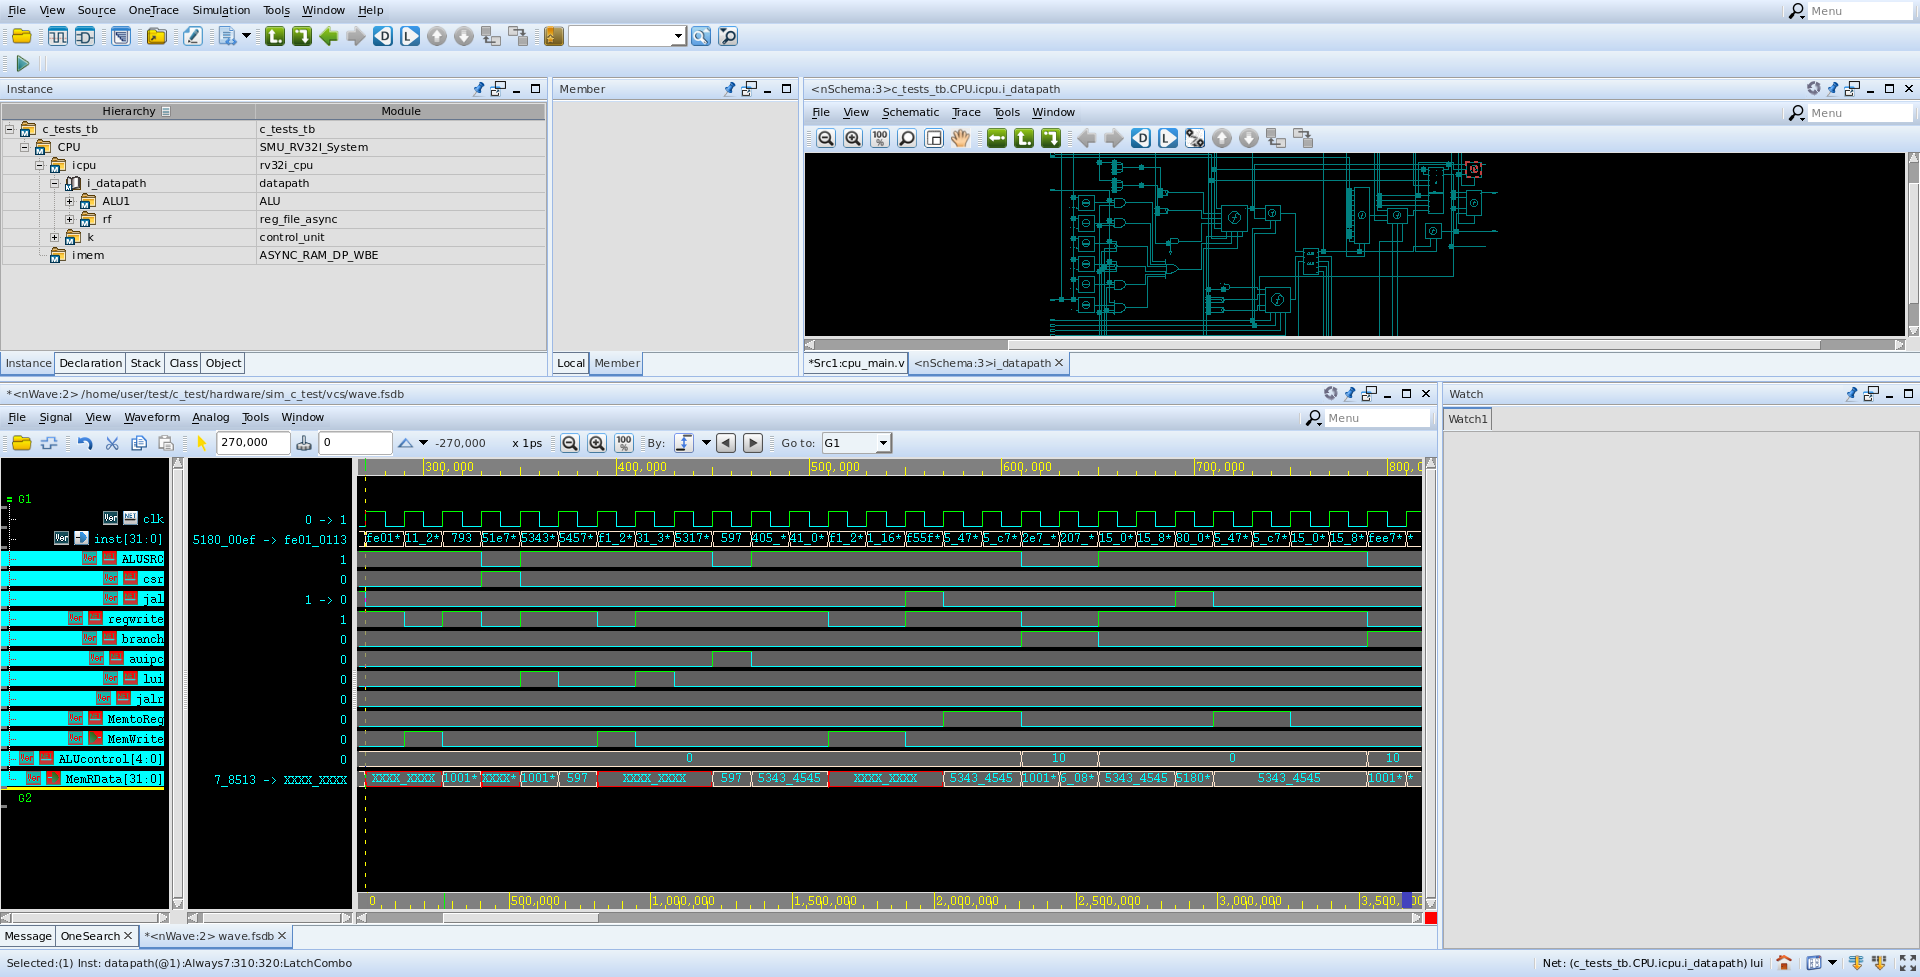 File View Source OneTrace Simulation Tools Window Help
Menu
Instance
Hierarchy Module
c_tests_tb c_tests_tb
CPU SMU_RV32I_System
icpu rv32i_cpu
i_datapath datapath
ALU1 ALU
rf reg_file_async
k control_unit
imem ASYNC_RAM_DP_WBE
Instance Declaration Stack Class Object
Member
Local Member
<nSchema:3>c_tests_tb.CPU.icpu.i_datapath
File View Schematic Trace Tools Window
Menu
100%
*Src1:cpu_main.v <nSchema:3>i_datapath
*<nWave:2> /home/user/test/c_test/hardware/sim_c_test/vcs/wave.fsdb
File Signal View Waveform Analog Tools Window
Menu
270,000 0 -270,000 x 1ps 100% By: Go to: G1
300,000 400,000 500,000 600,000 700,000 800,
G1
clk 0 -> 1
inst[31:0] 5180_00ef -> fe01_0113 fe01* 11_2* 793 51e7* 5343* 5457* f1_2* 31_3* 5317* 597 405_* 41_0* f1_2* 1_16* f55f* 5_47* 5_c7* 2e7_* 207_* 15_0* 15_8* 80_0* 5_47* 5_c7* 15_0* 15_8* fee7* *
ALUSRC 1
csr 0
jal 1 -> 0
regwrite 1
branch 0
auipc 0
lui 0
jalr 0
MemtoReg 0
MemWrite 0
ALUcontrol[4:0] 0 0 10 0 10
MemRData[31:0] 7_8513 -> XXXX_XXXX XXXX_XXXX 1001* XXXX* 1001* 597 XXXX_XXXX 597 5343_4545 XXXX_XXXX 5343_4545 1001* 6_08* 5343_4545 5180* 5343_4545 1001* *
G2
0 500,000 1,000,000 1,500,000 2,000,000 2,500,000 3,000,000 3,500,
Message OneSearch *<nWave:2> wave.fsdb
Watch
Watch1
Selected:(1) Inst: datapath(@1):Always7:310:320:LatchCombo
Net: (c_tests_tb.CPU.icpu.i_datapath) lui